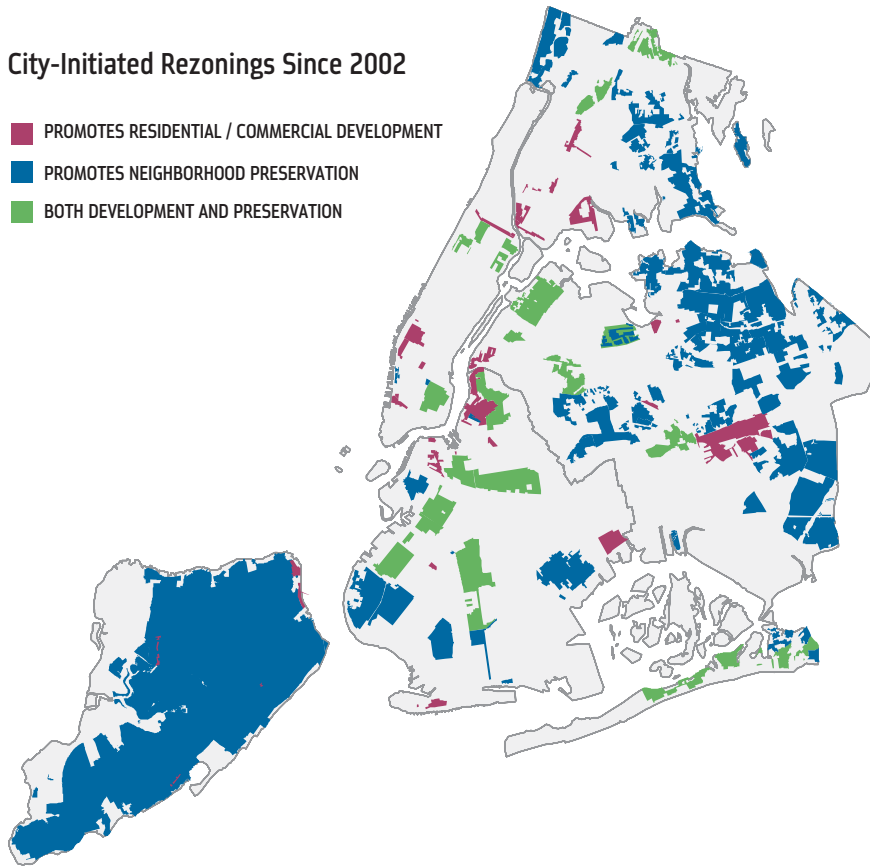 City-Initiated Rezonings Since 2002
PROMOTES RESIDENTIAL / COMMERCIAL DEVELOPMENT
PROMOTES NEIGHBORHOOD PRESERVATION
BOTH DEVELOPMENT AND PRESERVATION